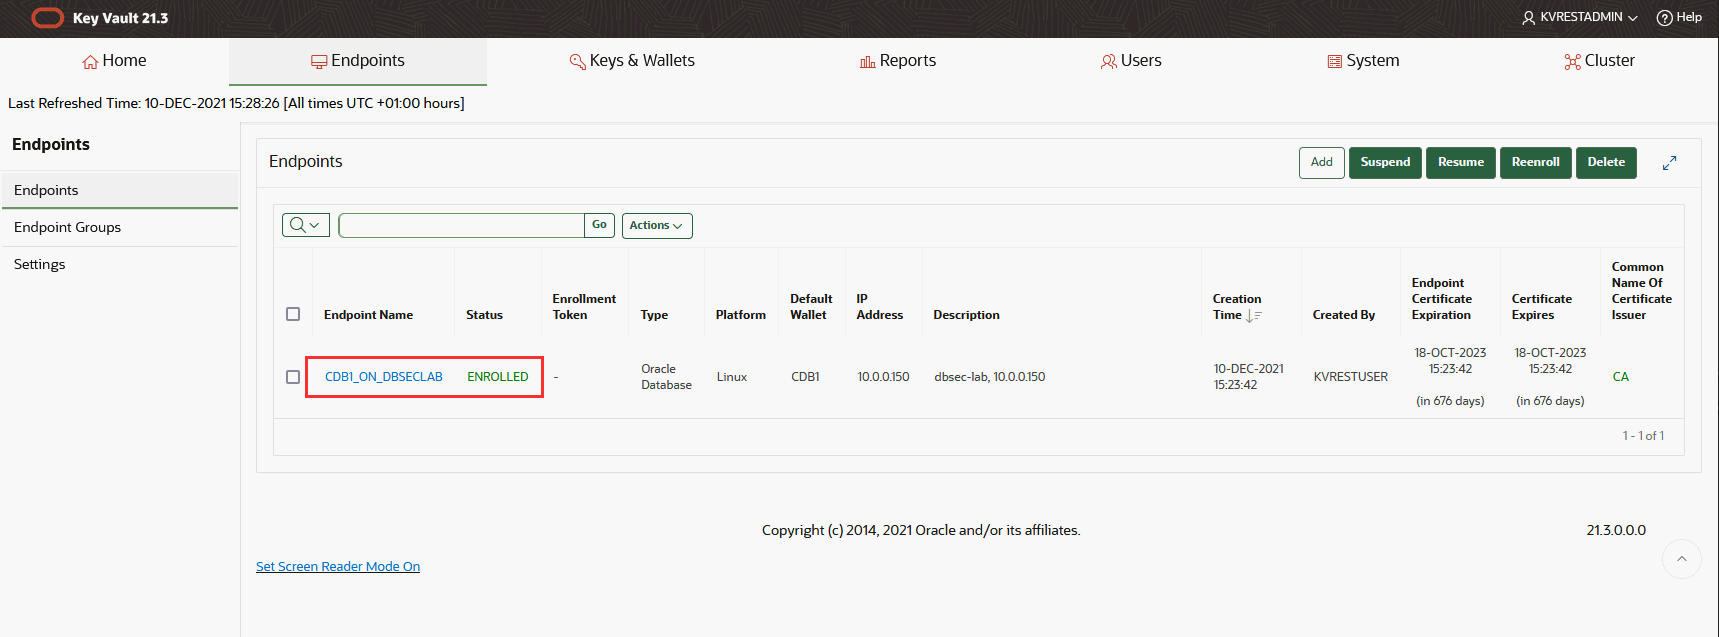 Key Vault 21.3
KVRESTADMIN
Help
Home
Endpoints
Keys & Wallets
Reports
Users
System
Cluster
Last Refreshed Time: 10-DEC-2021 15:28:26 [All times UTC +01:00 hours]
Endpoints
Endpoints
Endpoint Groups
Settings
Endpoints
Add
Suspend
Resume
Reenroll
Delete
Go
Actions
Endpoint Name
Status
Enrollment
Token
Type
Platform
Default
Wallet
IP
Address
Description
Creation
Time
Created By
Endpoint
Certificate
Expiration
Certificate
Expires
Common
Name Of
Certificate
Issuer
CDB1_ON_DBSECLAB
ENROLLED
-
Oracle
Database
Linux
CDB1
10.0.0.150
dbsec-lab, 10.0.0.150
10-DEC-2021
15:23:42
KVRESTUSER
18-OCT-2023
15:23:42
(in 676 days)
18-OCT-2023
15:23:42
(in 676 days)
CA
1 - 1 of 1
Copyright (c) 2014, 2021 Oracle and/or its affiliates.
21.3.0.0.0
Set Screen Reader Mode On